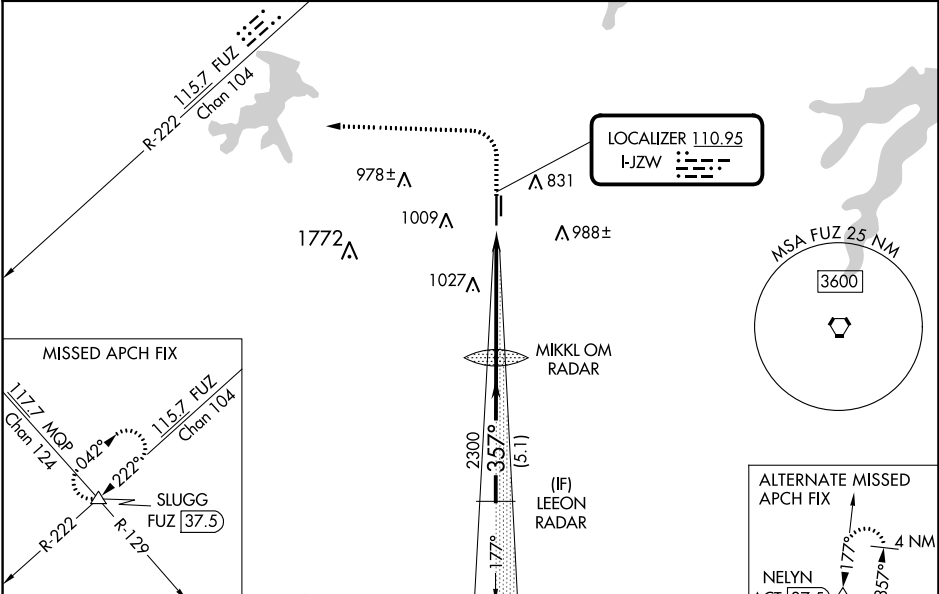 115.7 FUZ
Chan 104
R-222
LOCALIZER 110.95
I-JZW
978±
831
1009
988±
1772
1027
MSA FUZ 25 NM
3600
MIKKL OM
RADAR
2300
357°
(5.1)
(IF)
LEEON
RADAR
177°
MISSED APCH FIX
117.7 MQP
Chan 124
115.7 FUZ
Chan 104
042°
222°
SLUGG
FUZ 37.5
R-222
R-129
ALTERNATE MISSED
APCH FIX
4 NM
177°
357°
NELYN